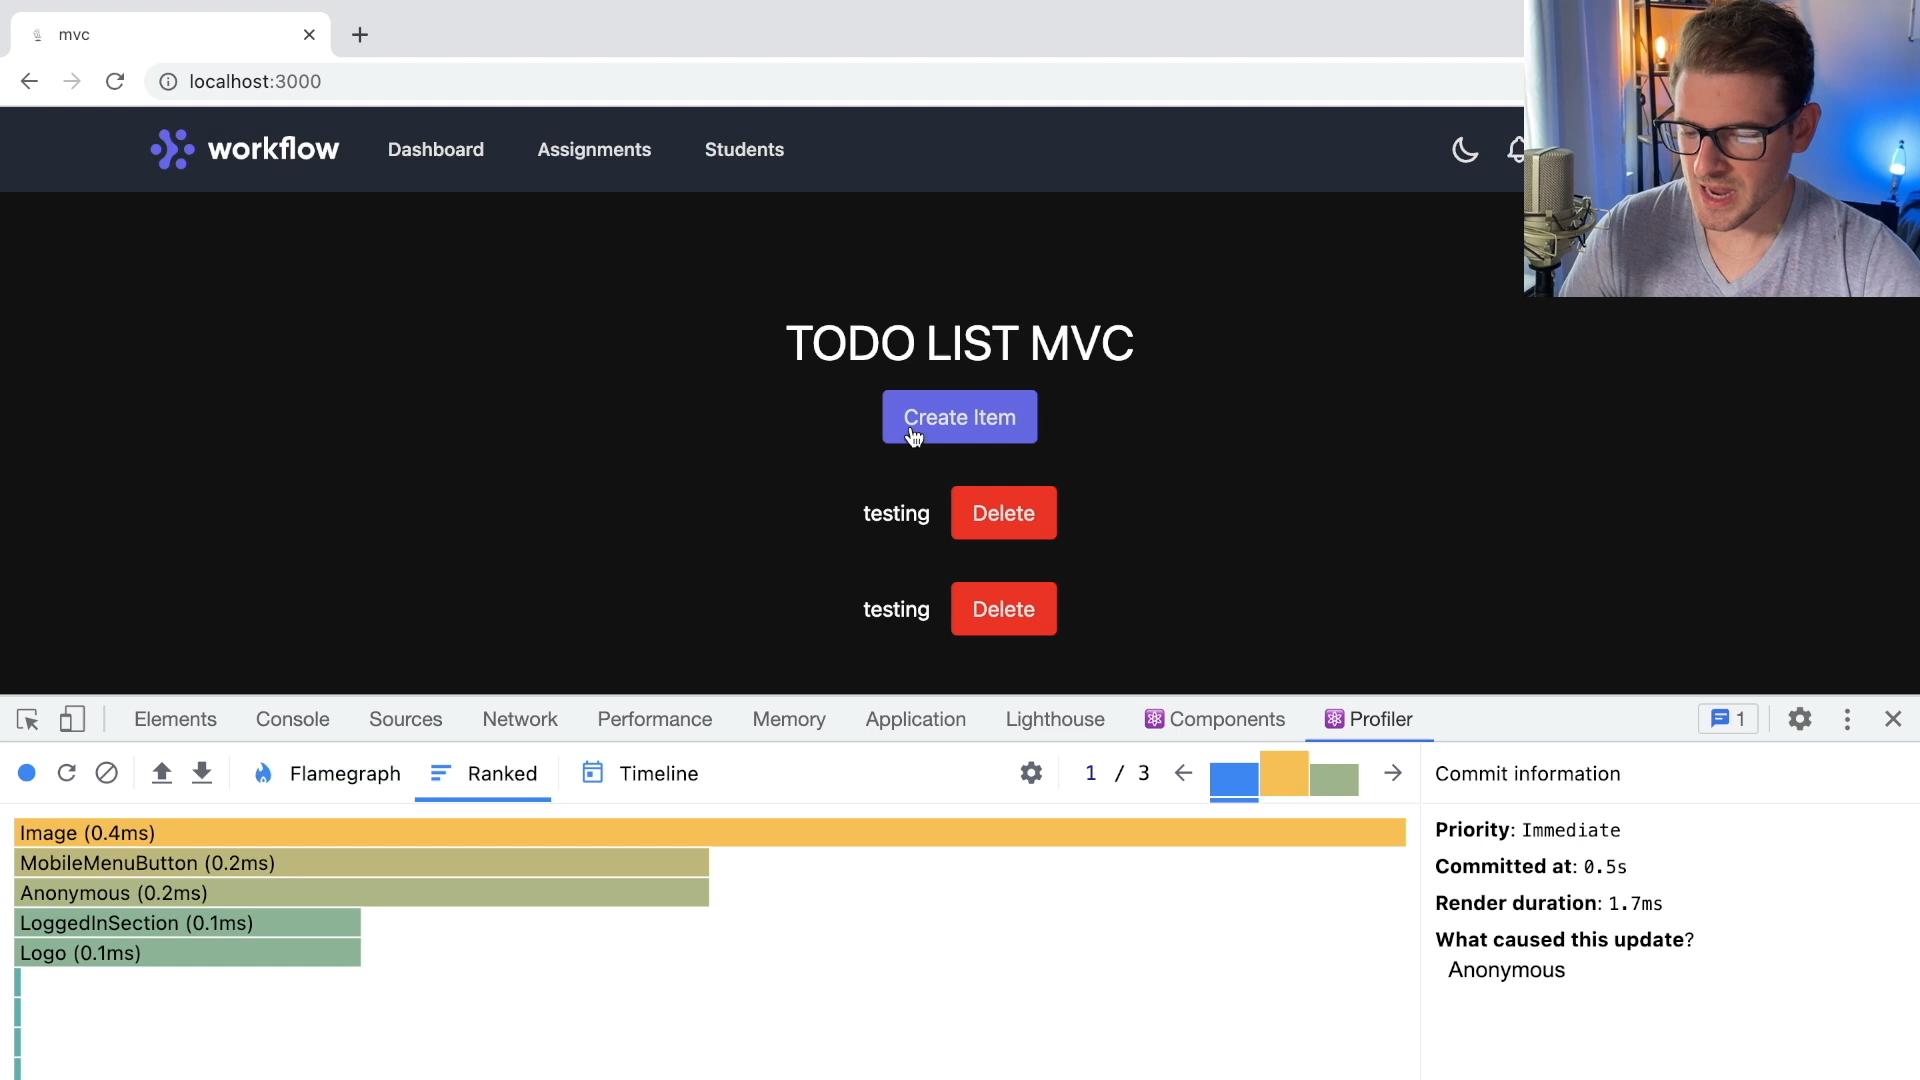 mvc
localhost:3000
workflow Dashboard Assignments Students
TODO LIST MVC
Create Item
testing Delete
testing Delete
Elements Console Sources Network Performance Memory Application Lighthouse Components Profiler 1
Flamegraph Ranked Timeline 1 / 3 Commit information
Image (0.4ms)
MobileMenuButton (0.2ms)
Anonymous (0.2ms)
LoggedInSection (0.1ms)
Logo (0.1ms)
Priority: Immediate
Committed at: 0.5s
Render duration: 1.7ms
What caused this update?
Anonymous